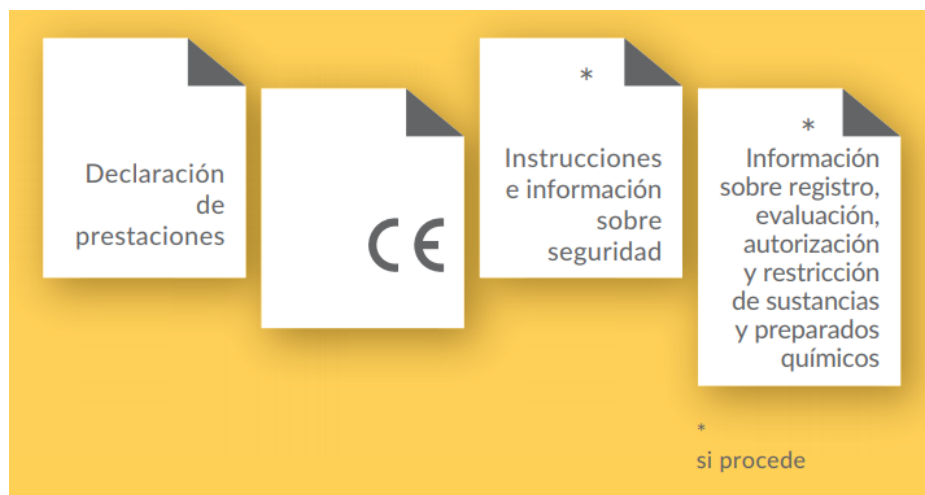 Declaración
de
prestaciones
CE
*
Instrucciones
e información
sobre
seguridad
*
Información
sobre registro,
evaluación,
autorización
y restricción
de sustancias
y preparados
químicos
*
si procede